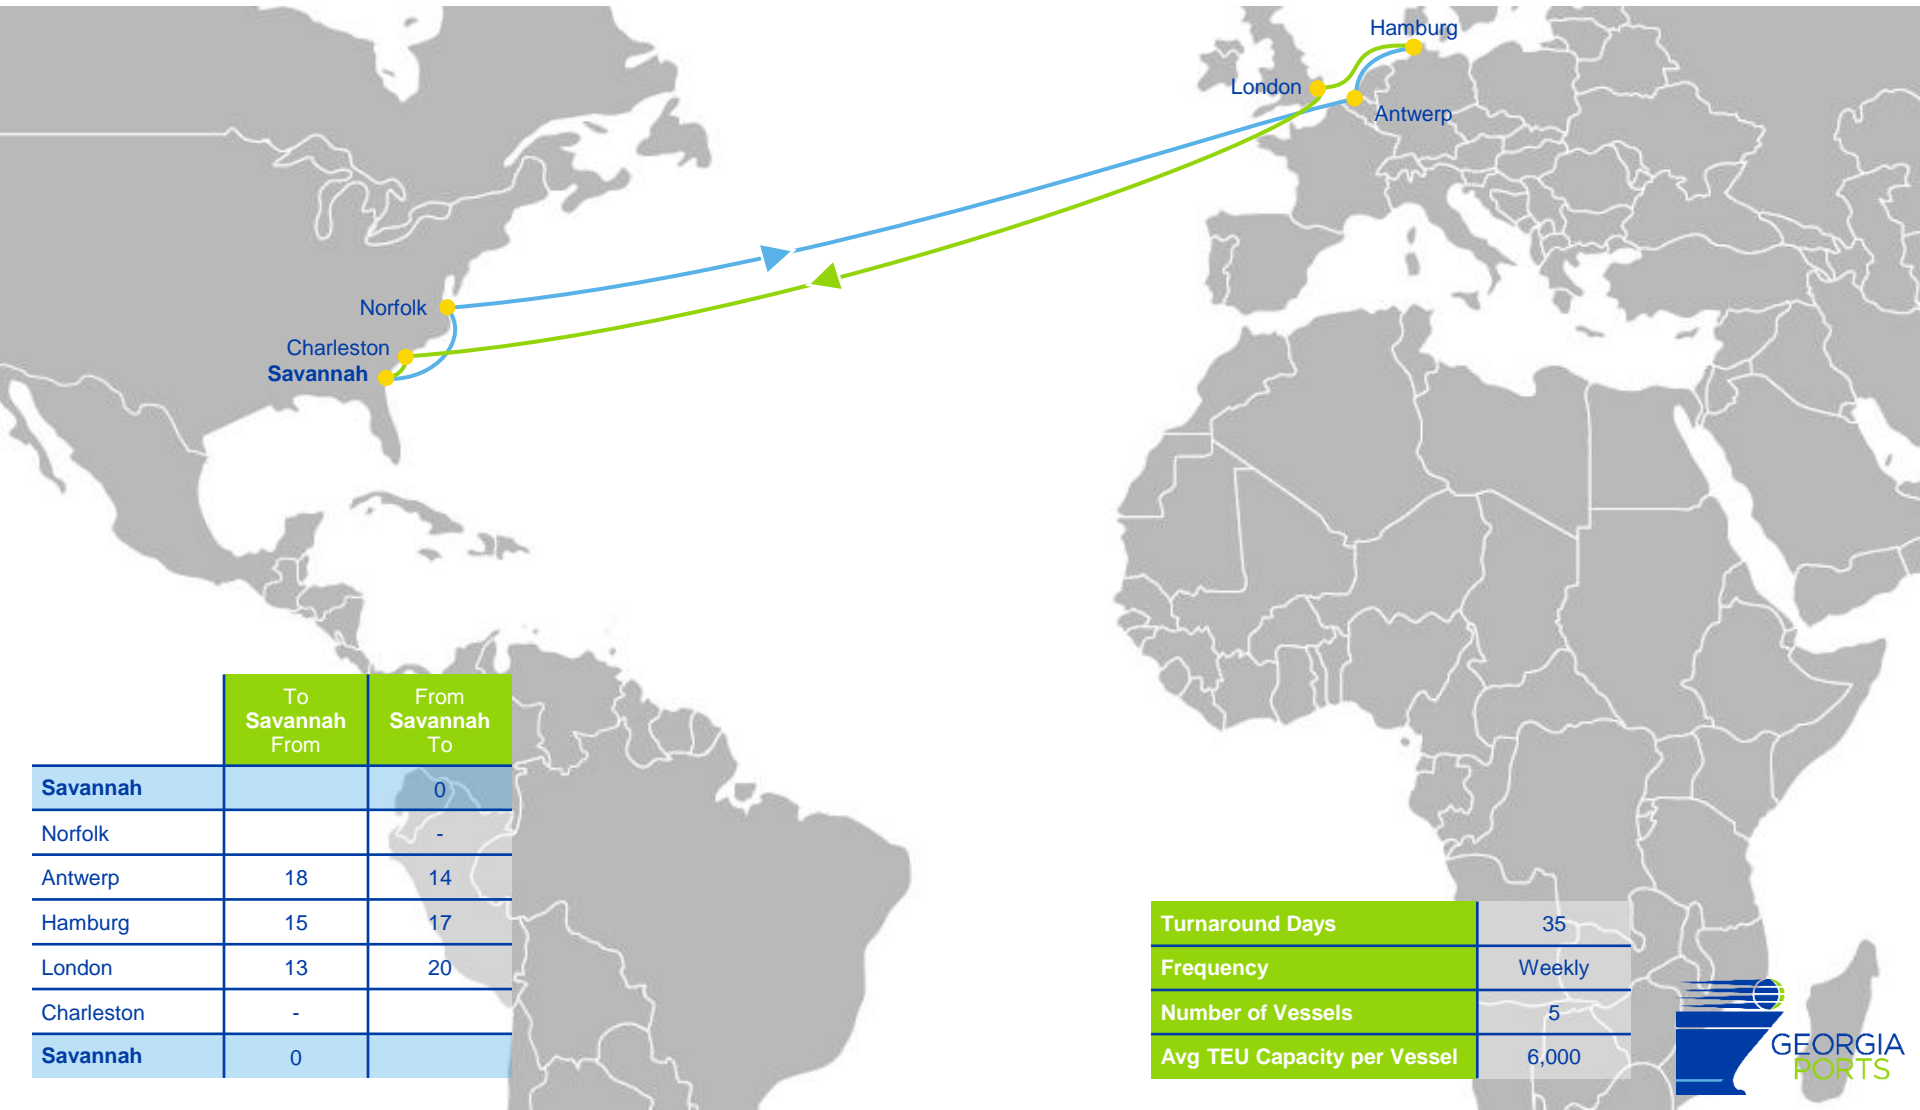 Hamburg
London
Antwerp
Norfolk
Charleston
Savannah
To Savannah From
From Savannah To
Savannah 0
Norfolk -
Antwerp 18 14
Hamburg 15 17
London 13 20
Charleston -
Savannah 0
Turnaround Days 35
Frequency Weekly
Number of Vessels 5
Avg TEU Capacity per Vessel 6,000
GEORGIA
PORTS